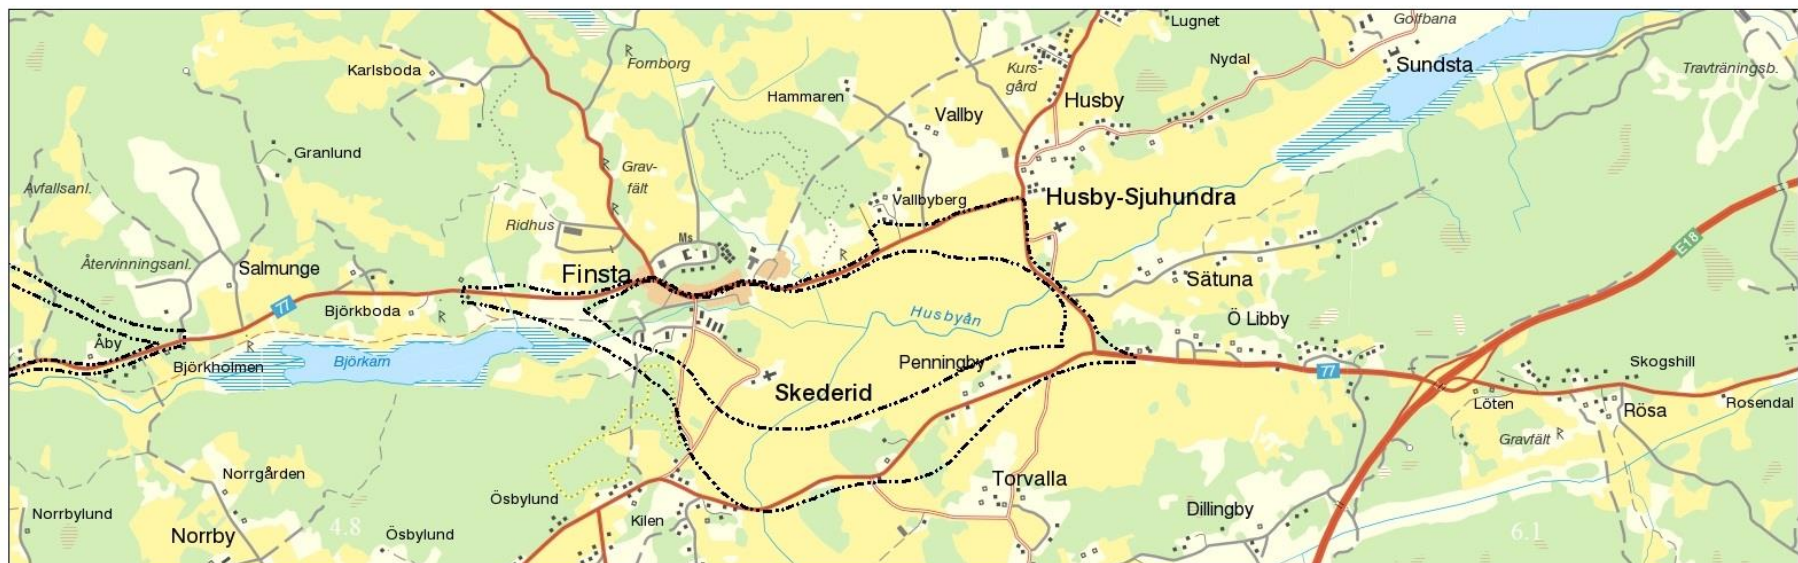 Lugnet
Golfbana
Karlsboda
Fornborg
Kurs-
gård
Nydal
Sundsta
Travträningsb.
Hammaren
Vallby
Husby
Granlund
Grav-
fält
Avfallsanl.
Vallbyberg
Husby-Sjuhundra
Ridhus
Ms
E18
Återvinningsanl.
Salmunge
Finsta
Sätuna
77
Björkboda
Husbyån
Ö Libby
Åby
Björkholmen
Björkarn
Penningby
77
Skogshill
Skederid
Löten
Rösa
Rosendal
Gravfält
Norrgården
Ösbylund
Torvalla
Norrbylund
Kilen
Dillingby
Norrby
4.8
Ösbylund
6.1